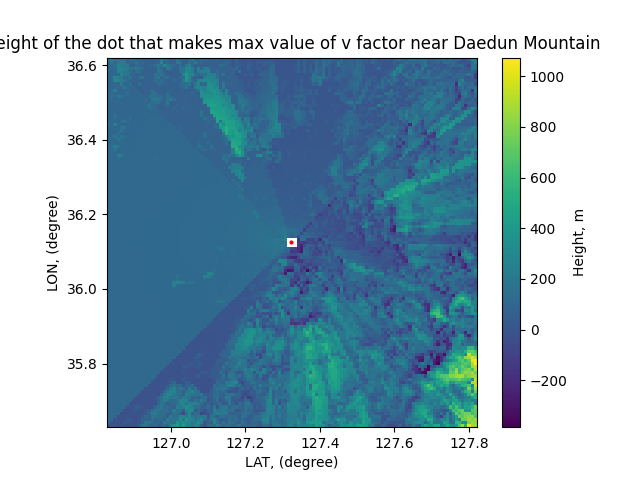 eight of the dot that makes max value of v factor near Daedun Mountain
36.6
36.4
36.2
36.0
35.8
LON, (degree)
127.0 127.2 127.4 127.6 127.8
LAT, (degree)
1000
800
600
400
200
0
−200
Height, m